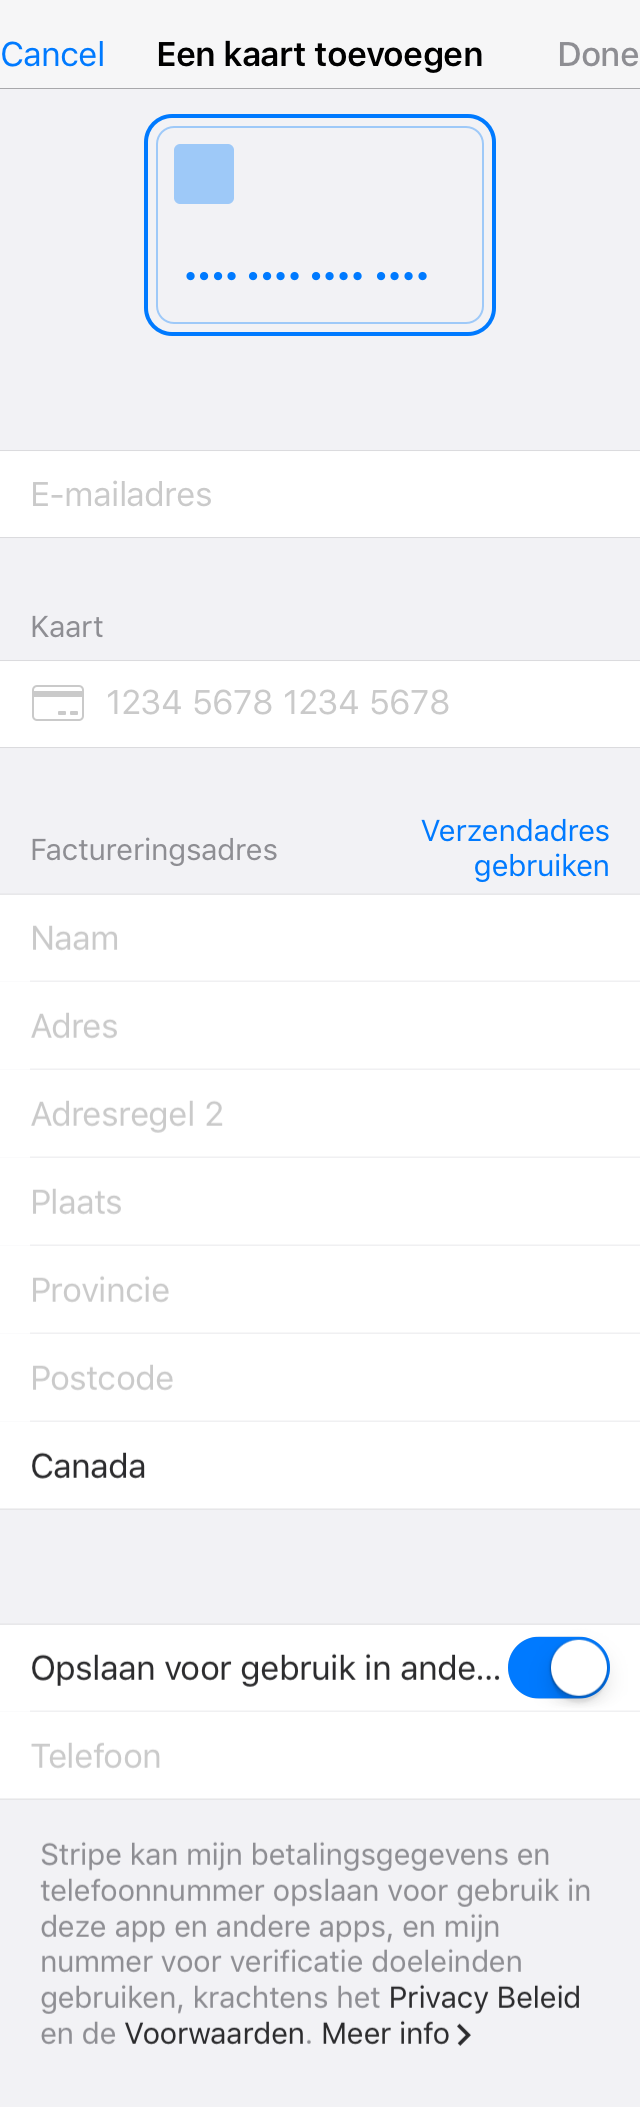 Cancel Een kaart toevoegen Done
•••• •••• •••• ••••
E-mailadres
Kaart
1234 5678 1234 5678
Factureringsadres
Verzendadres
gebruiken
Naam
Adres
Adresregel 2
Plaats
Provincie
Postcode
Canada
Opslaan voor gebruik in ande...
Telefoon
Stripe kan mijn betalingsgegevens en
telefoonnummer opslaan voor gebruik in
deze app en andere apps, en mijn
nummer voor verificatie doeleinden
gebruiken, krachtens het Privacy Beleid
en de Voorwaarden. Meer info